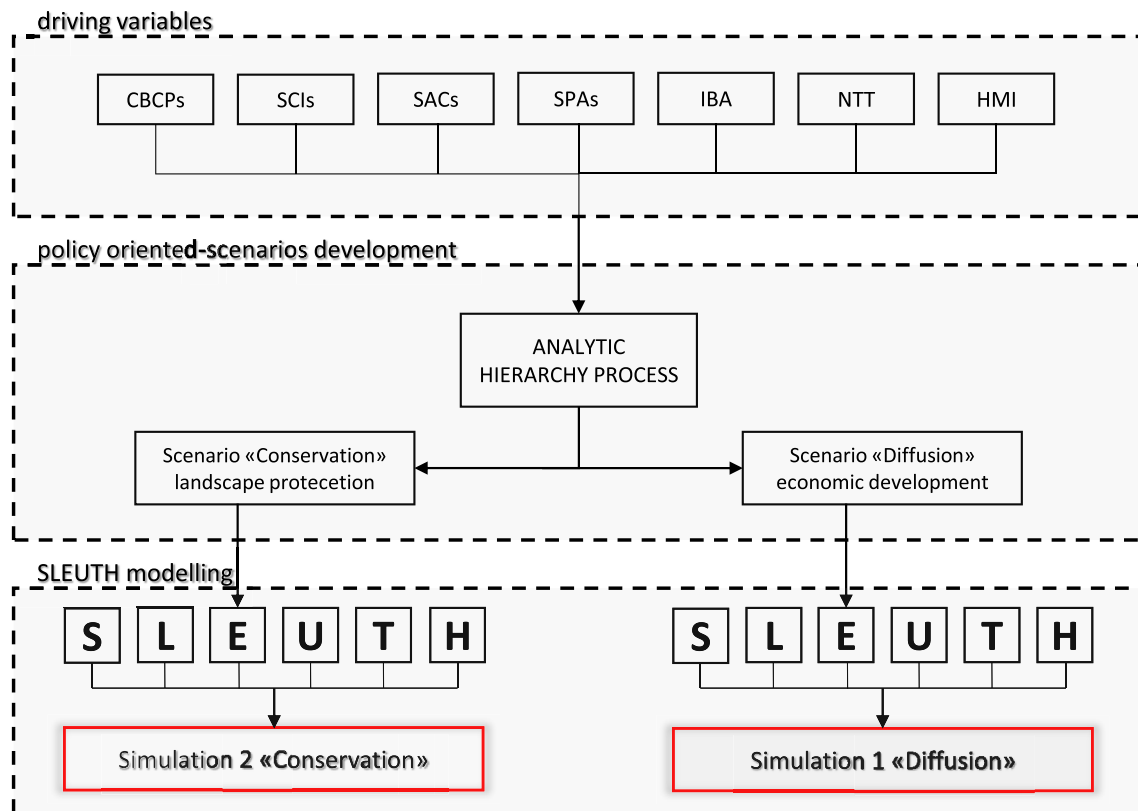 driving variables
CBCPs SCIs SACs SPAs IBA NTT HMI
policy oriented-scenarios development
ANALYTIC
HIERARCHY PROCESS
Scenario «Conservation»
landscape protecetion
Scenario «Diffusion»
economic development
SLEUTH modelling
S L E U T H
S L E U T H
Simulation 2 «Conservation»
Simulation 1 «Diffusion»